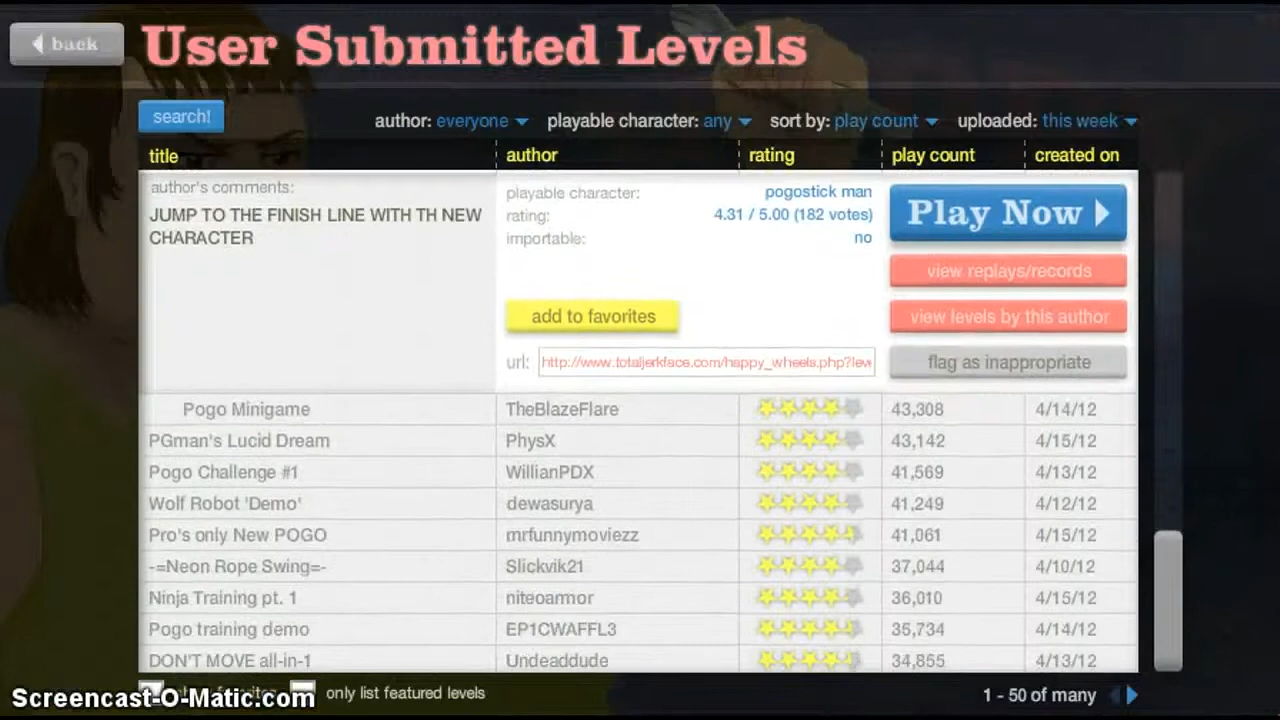 back
User Submitted Levels
search!
author: everyone
playable character: any
sort by: play count
uploaded: this week
title
author
rating
play count
created on
author's comments:
JUMP TO THE FINISH LINE WITH TH NEW
CHARACTER
playable character: pogostick man
rating: 4.31 / 5.00 (182 votes)
importable: no
add to favorites
url: http://www.totaljerkface.com/happy_wheels.php?lev
Play Now
view replays/records
view levels by this author
flag as inappropriate
Pogo Minigame TheBlazeFlare 43,308 4/14/12
PGman's Lucid Dream PhysX 43,142 4/15/12
Pogo Challenge #1 WillianPDX 41,569 4/13/12
Wolf Robot 'Demo' dewasurya 41,249 4/12/12
Pro's only New POGO mrfunnymoviezz 41,061 4/15/12
-=Neon Rope Swing=- Slickvik21 37,044 4/10/12
Ninja Training pt. 1 niteoarmor 36,010 4/15/12
Pogo training demo EP1CWAFFL3 35,734 4/14/12
DON'T MOVE all-in-1 Undeaddude 34,855 4/13/12
Screencast-O-Matic.com
only list featured levels
1 - 50 of many